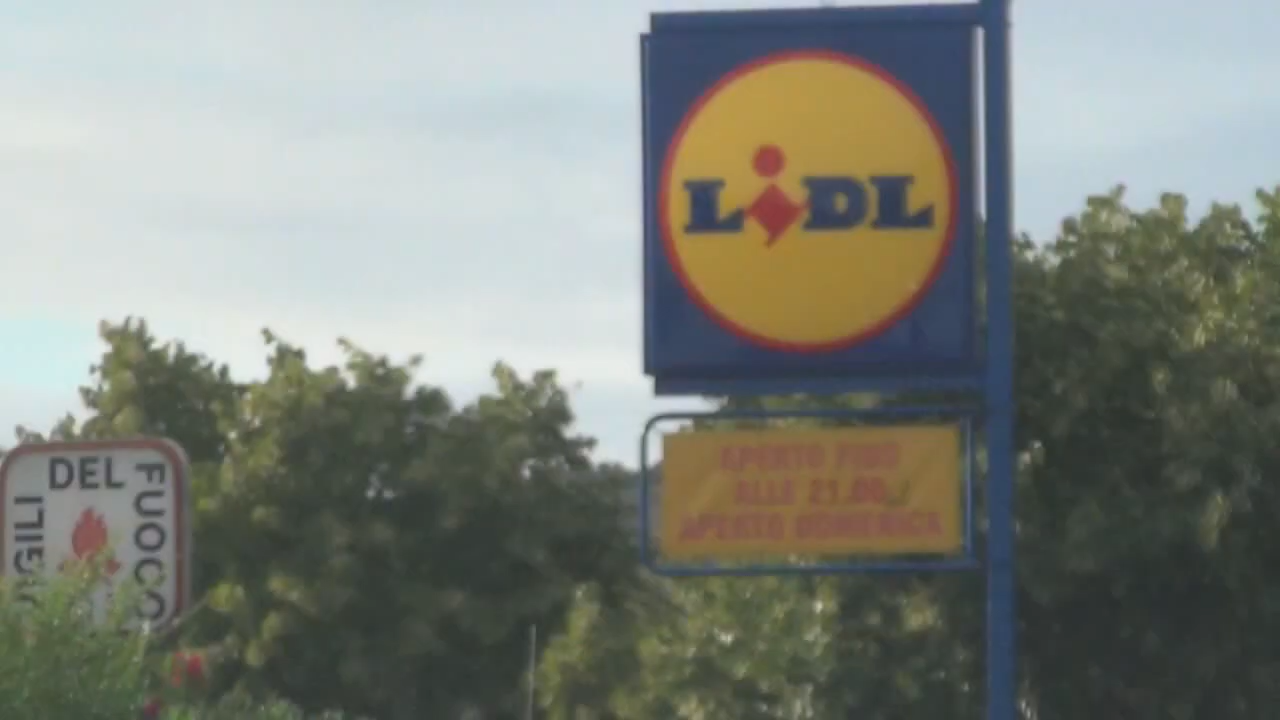 LIDL
APERTO FINO
ALLE 21.00
APERTO DOMENICA
DEL
FUOCO